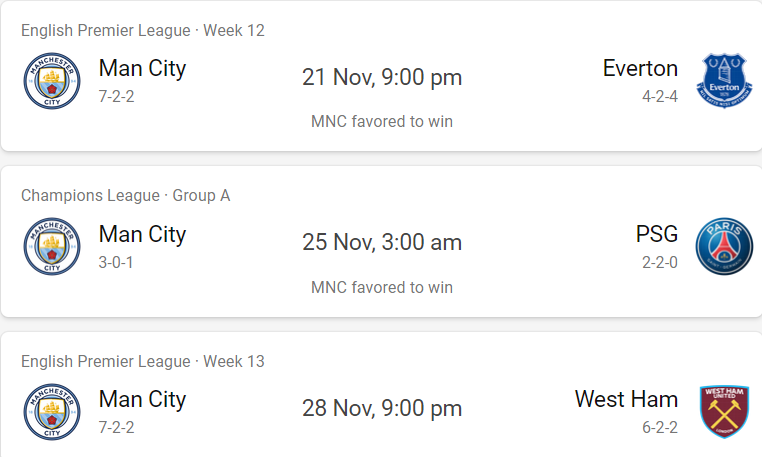 English Premier League · Week 12
Man City
7-2-2
21 Nov, 9:00 pm
MNC favored to win
Everton
4-2-4
MANCHESTER
CITY
Everton
Champions League · Group A
Man City
3-0-1
25 Nov, 3:00 am
MNC favored to win
PSG
2-2-0
MANCHESTER
CITY
PARIS
SAINT-GERMAIN
English Premier League · Week 13
Man City
7-2-2
28 Nov, 9:00 pm
West Ham
6-2-2
MANCHESTER
CITY
WEST HAM
UNITED
LONDON